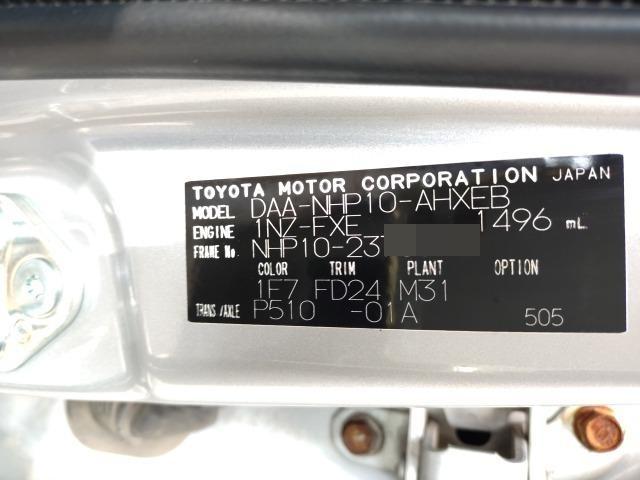 TOYOTA MOTOR CORPORATION JAPAN
MODEL DAA-NHP10-AHXEB
ENGINE 1NZ-FXE 1496 mL
FRAME No. NHP10-23
COLOR TRIM PLANT OPTION
1F7 FD24 M31
TRANS/AXLE P510 -01A 505